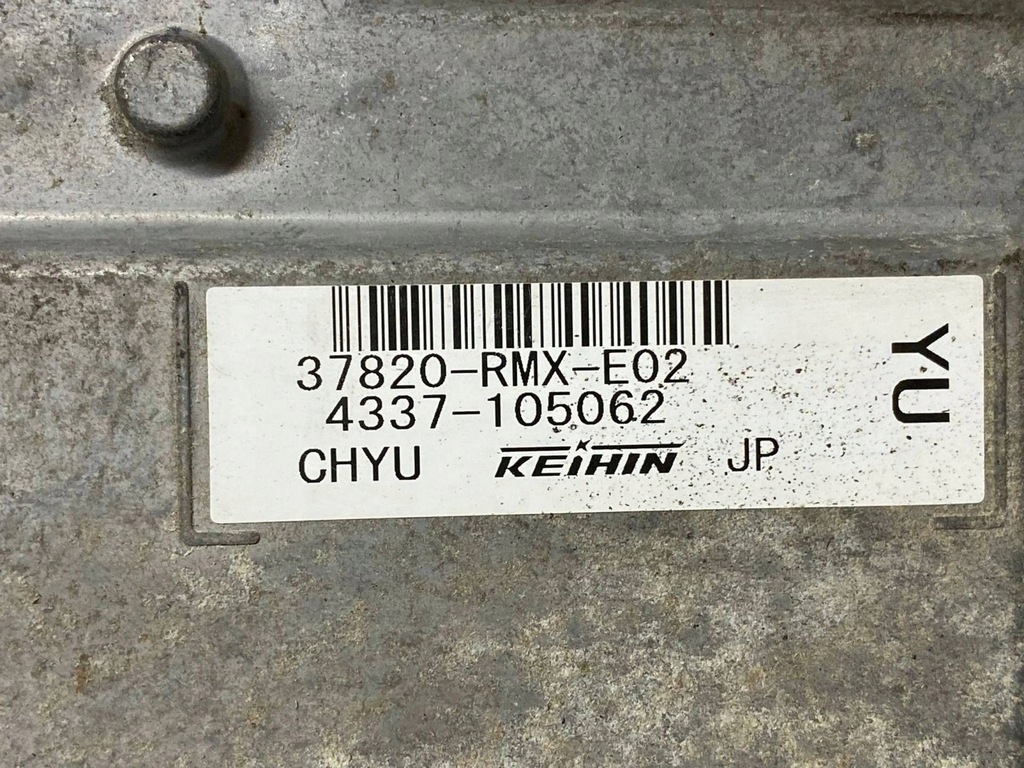 37820-RMX-E02
4337-105062
CHYU KEIHIN JP
YU